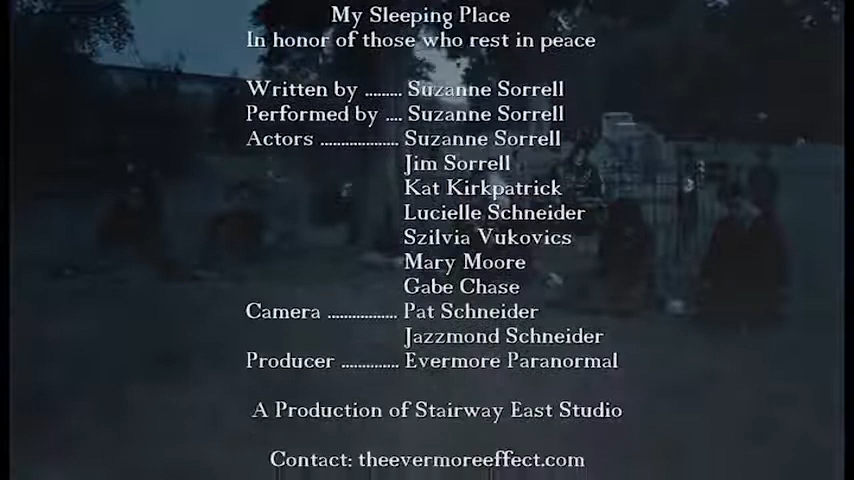 My Sleeping Place
In honor of those who rest in peace
Written by ......... Suzanne Sorrell
Performed by .... Suzanne Sorrell
Actors ................... Suzanne Sorrell
Jim Sorrell
Kat Kirkpatrick
Lucielle Schneider
Szilvia Vukovics
Mary Moore
Gabe Chase
Camera ................. Pat Schneider
Jazzmond Schneider
Producer .............. Evermore Paranormal
A Production of Stairway East Studio
Contact: theevermoreeffect.com